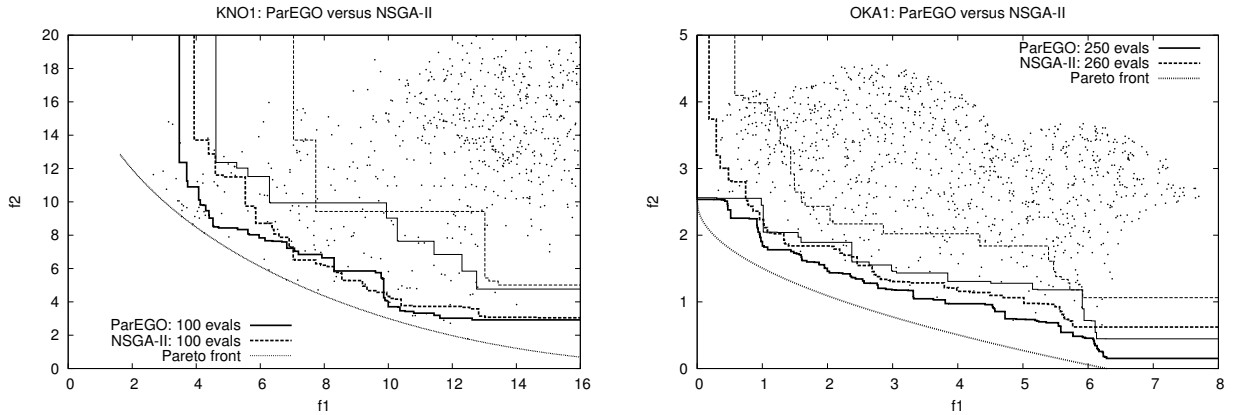 KNO1: ParEGO versus NSGA-II
20
18
16
14
12
10
8
6
4
2
0
f2
ParEGO: 100 evals
NSGA-II: 100 evals
Pareto front
0 2 4 6 8 10 12 14 16
f1
OKA1: ParEGO versus NSGA-II
5
4
3
2
1
0
f2
ParEGO: 250 evals
NSGA-II: 260 evals
Pareto front
0 1 2 3 4 5 6 7 8
f1